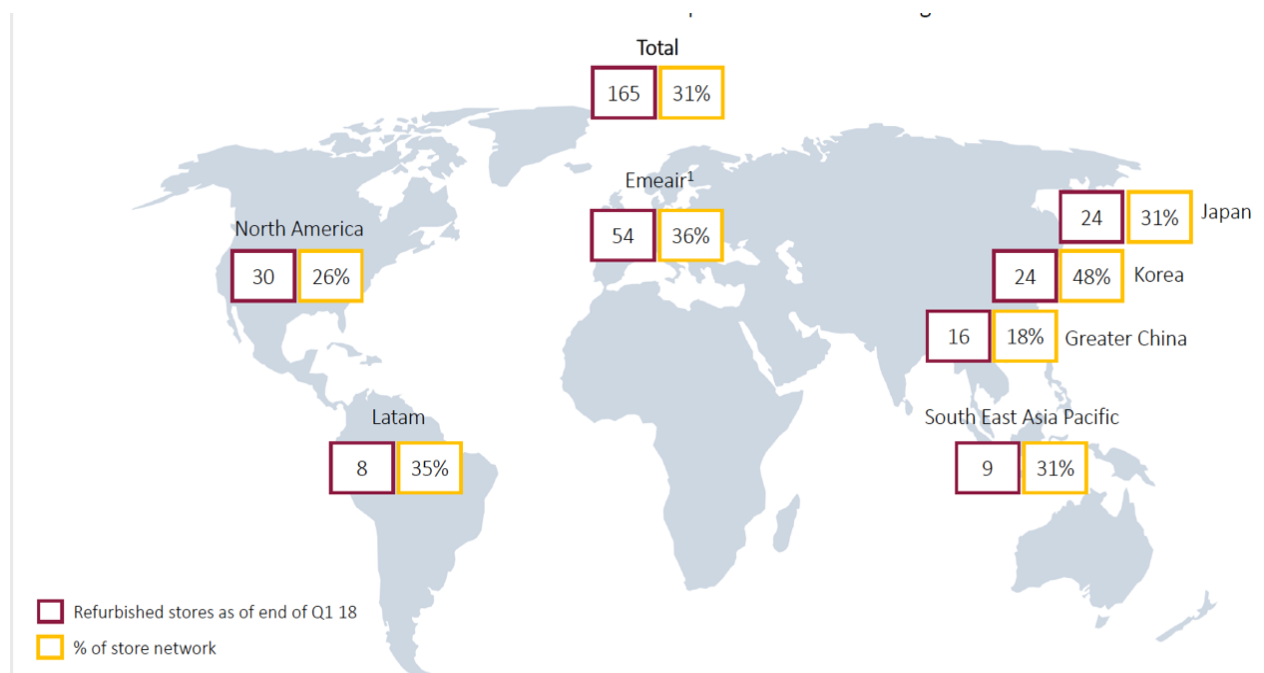 Total
165 31%
Emeair¹
54 36%
North America
30 26%
24 31% Japan
24 48% Korea
16 18% Greater China
Latam
8 35%
South East Asia Pacific
9 31%
Refurbished stores as of end of Q1 18
% of store network